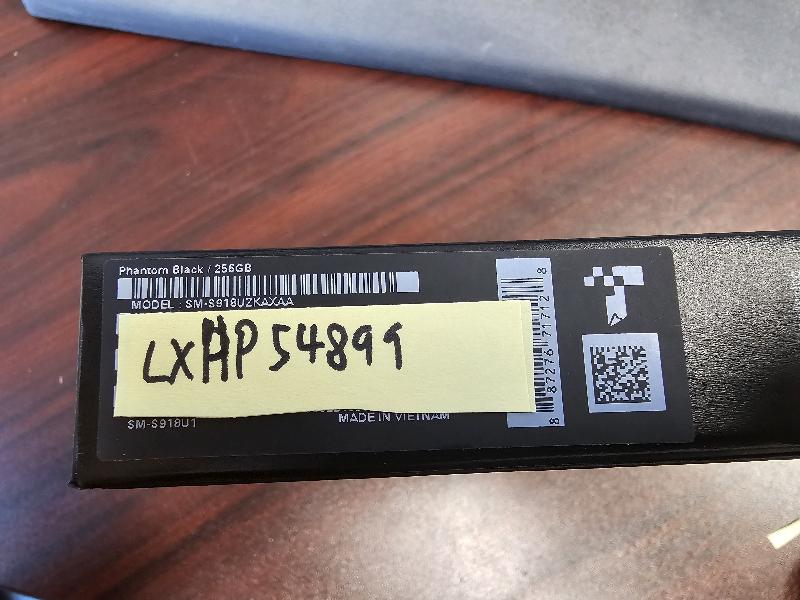 Phantom Black / 256GB
MODEL : SM-S918UZKAXAA
LXHP54899
SM-S918U1
MADE IN VIETNAM
8 87276 71712 8